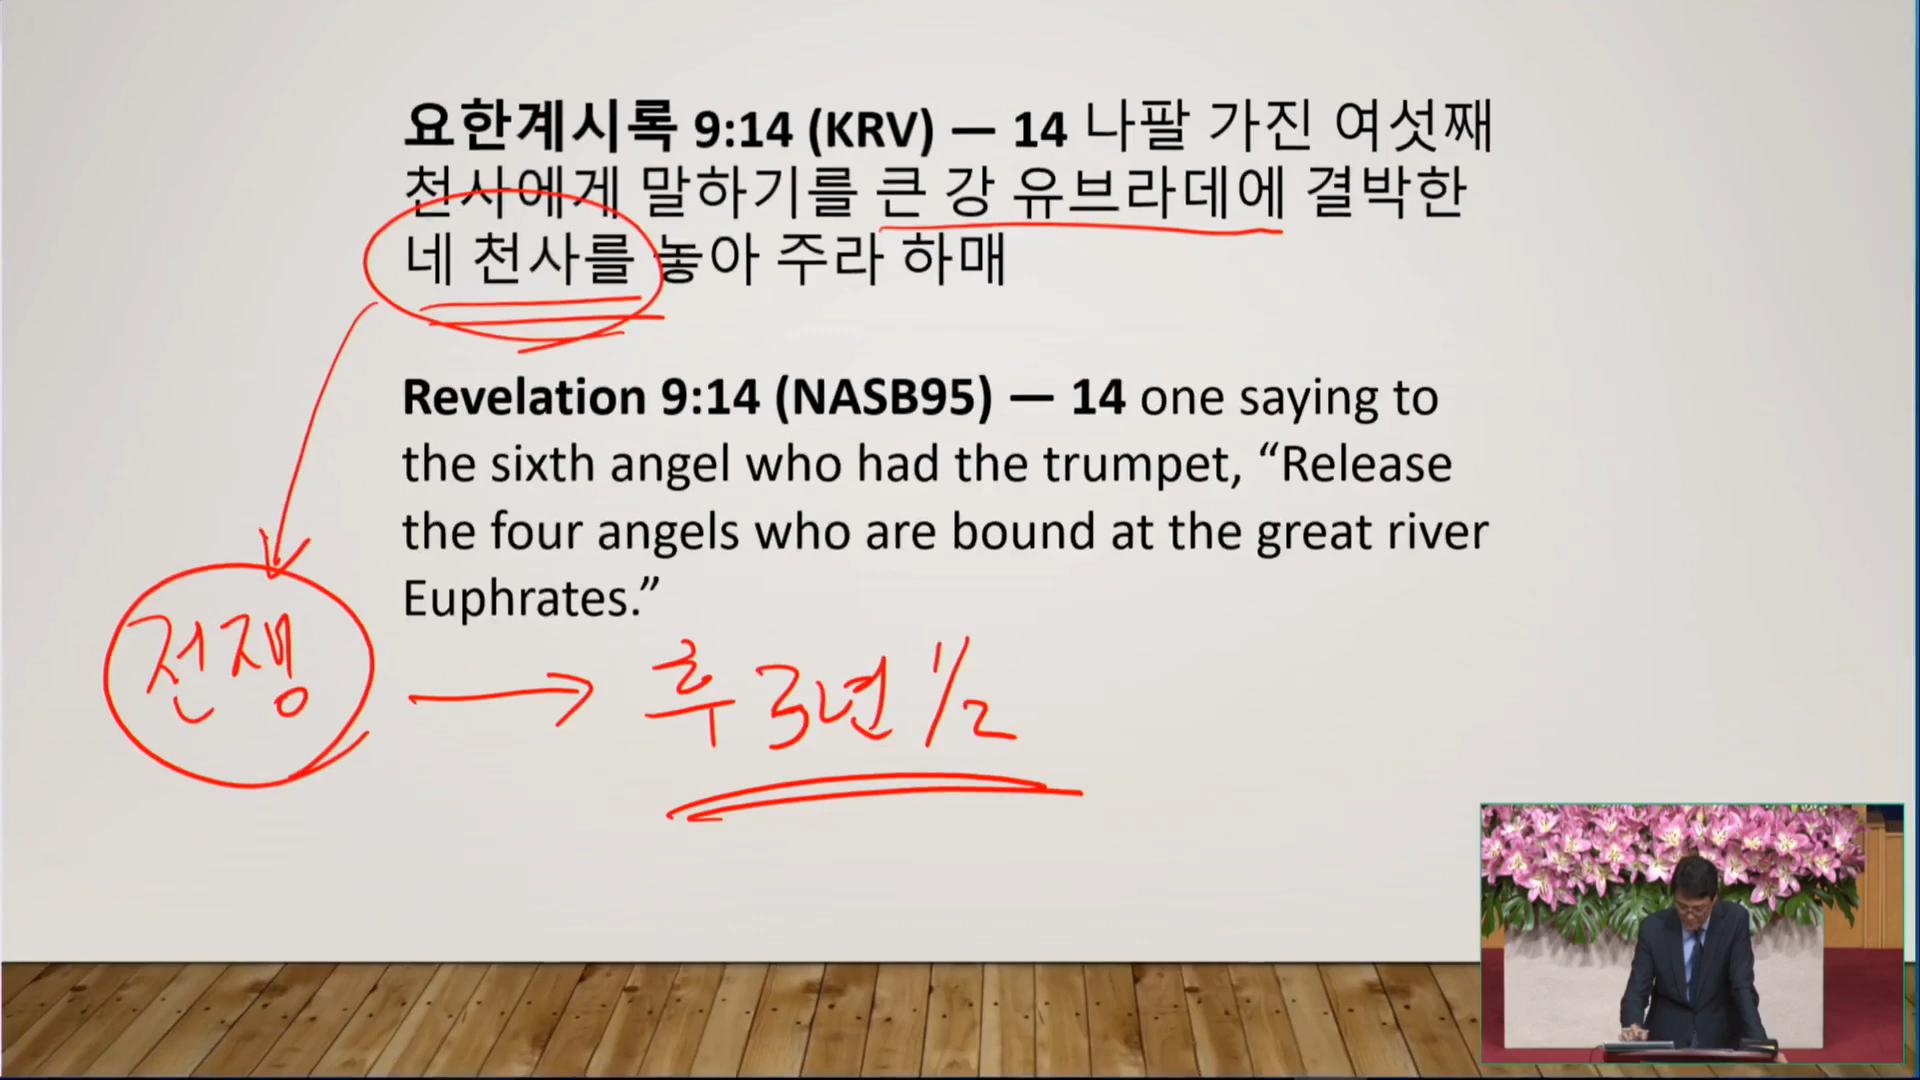 요한계시록 9:14 (KRV) — 14 나팔 가진 여섯째
천사에게 말하기를 큰 강 유브라데에 결박한
네 천사를 놓아 주라 하매
Revelation 9:14 (NASB95) — 14 one saying to
the sixth angel who had the trumpet, “Release
the four angels who are bound at the great river
Euphrates.”
전쟁
후 3년 1/2